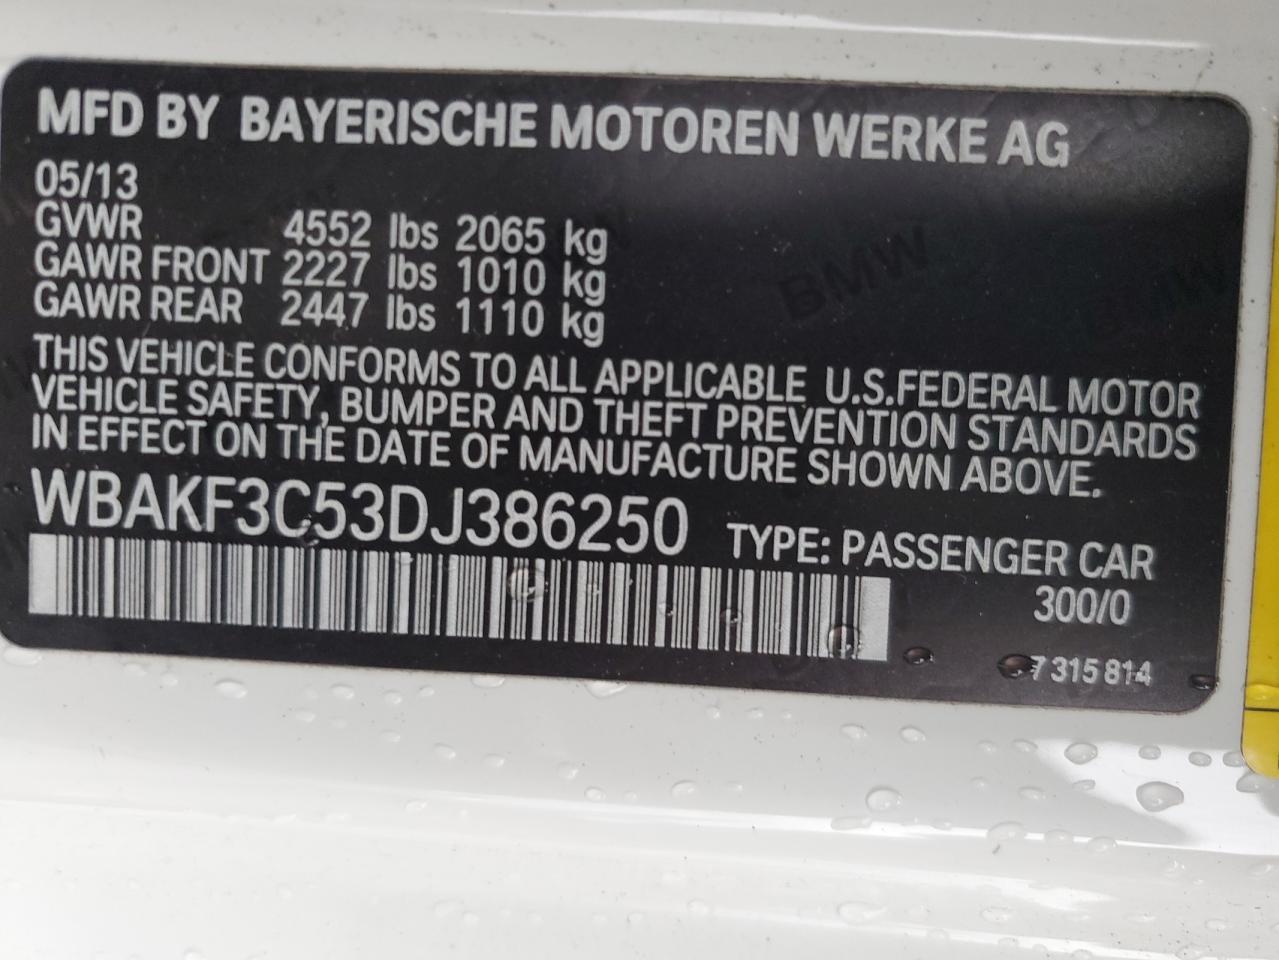 MFD BY BAYERISCHE MOTOREN WERKE AG
05/13
GVWR 4552 lbs 2065 kg
GAWR FRONT 2227 lbs 1010 kg
GAWR REAR 2447 lbs 1110 kg
THIS VEHICLE CONFORMS TO ALL APPLICABLE U.S.FEDERAL MOTOR
VEHICLE SAFETY, BUMPER AND THEFT PREVENTION STANDARDS
IN EFFECT ON THE DATE OF MANUFACTURE SHOWN ABOVE.
WBAKF3C53DJ386250 TYPE: PASSENGER CAR
300/0
7 315 814
BMW
BMW